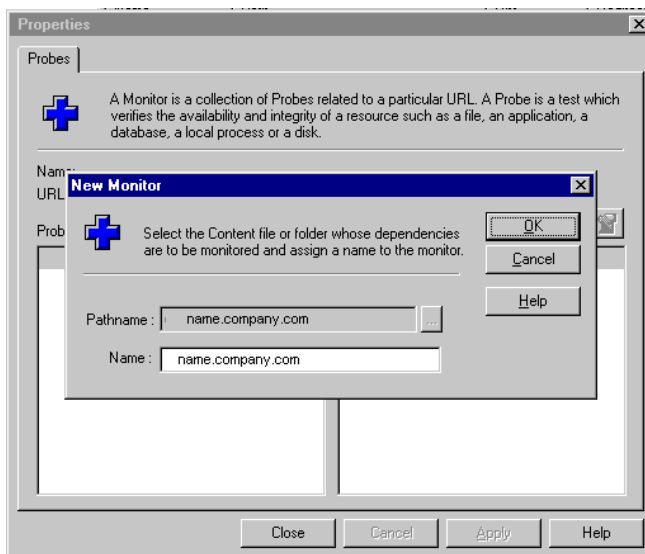 Properties
Probes
A Monitor is a collection of Probes related to a particular URL. A Probe is a test which
verifies the availability and integrity of a resource such as a file, an application, a
database, a local process or a disk.
Name:
URL
Prob
New Monitor
Select the Content file or folder whose dependencies
are to be monitored and assign a name to the monitor.
OK
Cancel
Help
Pathname : name.company.com ...
Name : name.company.com
Close Cancel Apply Help